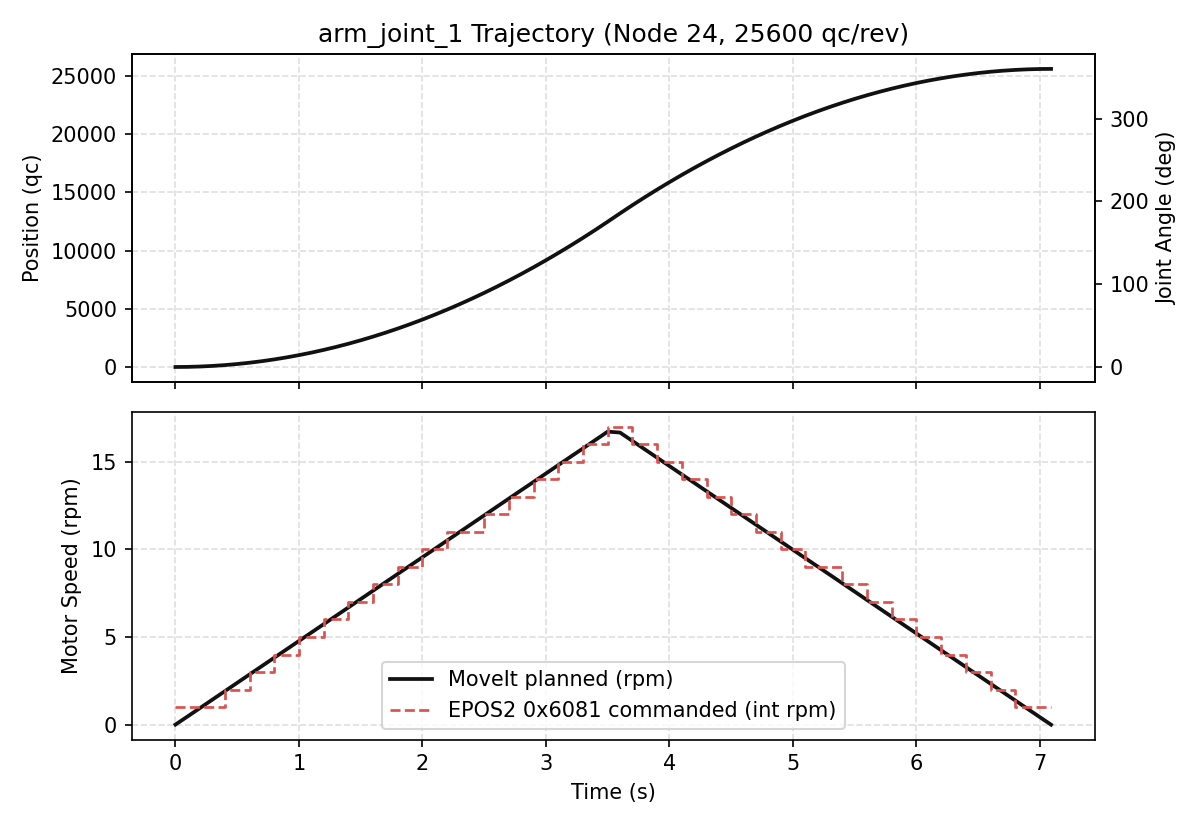 arm_joint_1 Trajectory (Node 24, 25600 qc/rev)
Position (qc)
25000
20000
15000
10000
5000
0
Joint Angle (deg)
300
200
100
0
Motor Speed (rpm)
15
10
5
0
MoveIt planned (rpm)
EPOS2 0x6081 commanded (int rpm)
0 1 2 3 4 5 6 7
Time (s)